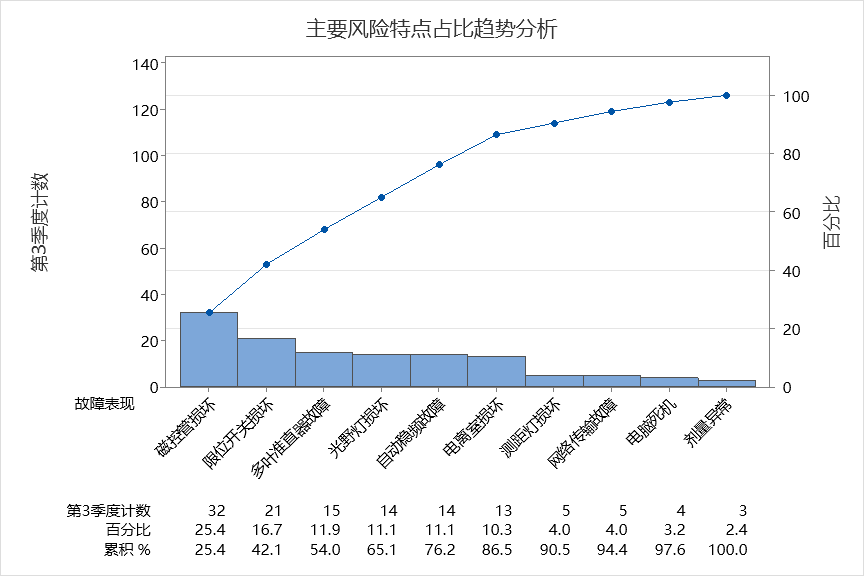 主要风险特点占比趋势分析
第3季度计数
百分比
140
120
100
80
60
40
20
0
100
80
60
40
20
0
故障表现
磁控管损坏
限位开关损坏
多叶准直器故障
光野灯损坏
自动稳频故障
电离室损坏
测距灯损坏
网络传输故障
电脑死机
剂量异常
第3季度计数 32 21 15 14 14 13 5 5 4 3
百分比 25.4 16.7 11.9 11.1 11.1 10.3 4.0 4.0 3.2 2.4
累积 % 25.4 42.1 54.0 65.1 76.2 86.5 90.5 94.4 97.6 100.0